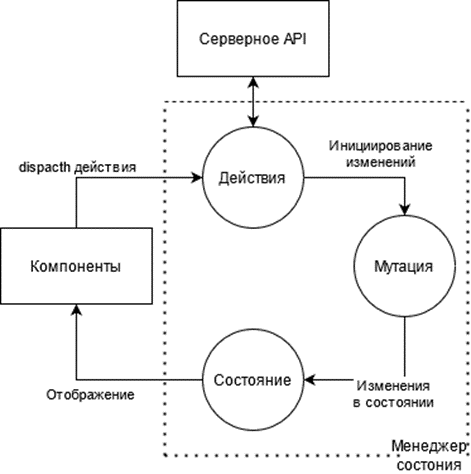 Серверное API
Инициирование
изменений
dispacth действия
Действия
Компоненты
Мутация
Состояние
Отображение
Изменения
в состоянии
Менеджер
состония